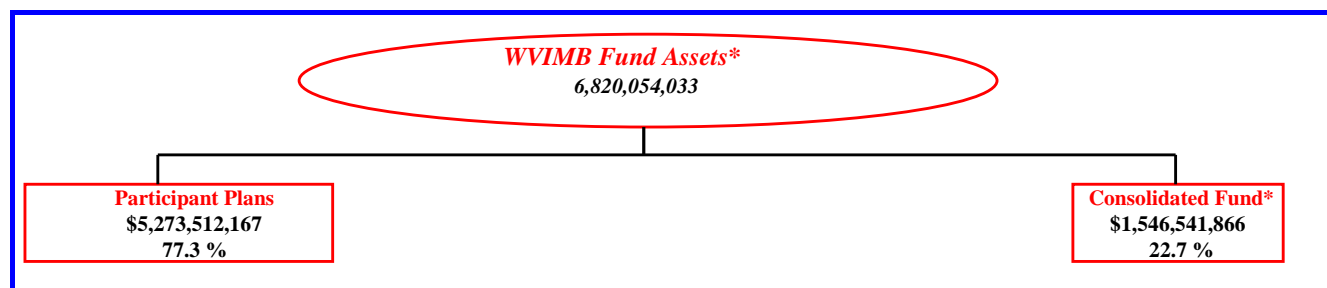 WVIMB Fund Assets*
6,820,054,033
Participant Plans
$5,273,512,167
77.3 %
Consolidated Fund*
$1,546,541,866
22.7 %